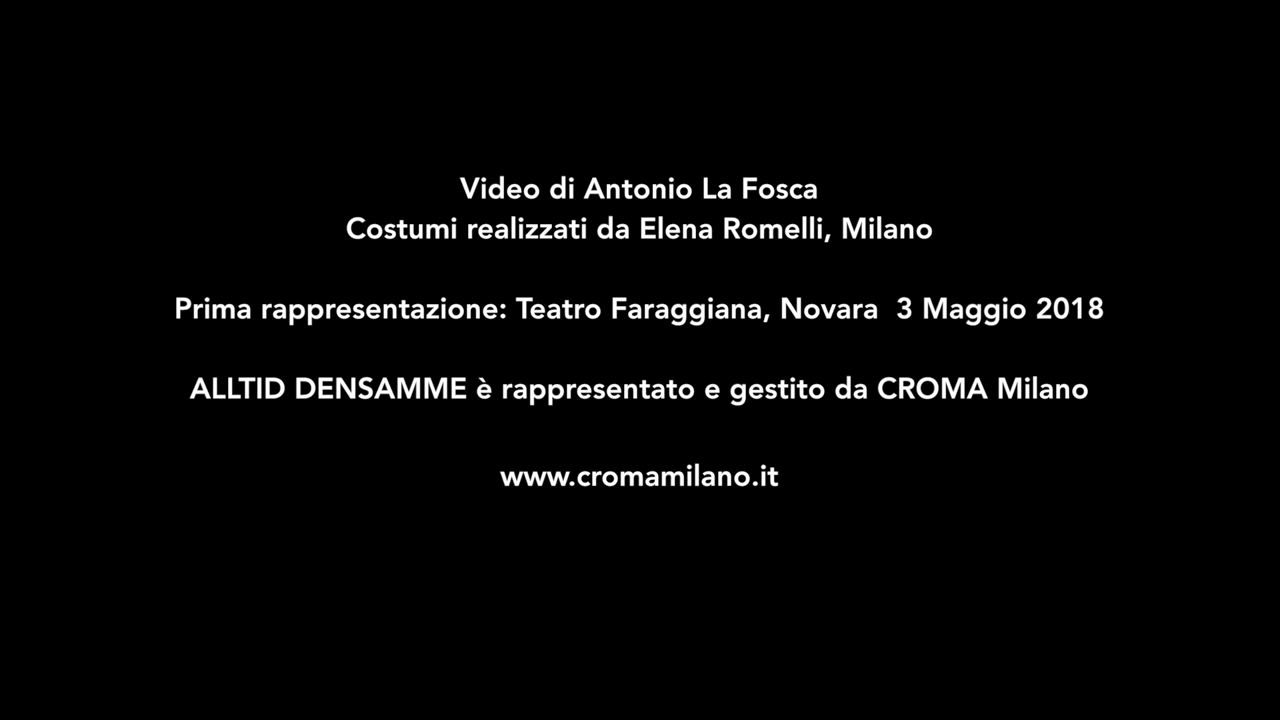 Video di Antonio La Fosca
Costumi realizzati da Elena Romelli, Milano
Prima rappresentazione: Teatro Faraggiana, Novara  3 Maggio 2018
ALLTID DENSAMME è rappresentato e gestito da CROMA Milano
www.cromamilano.it